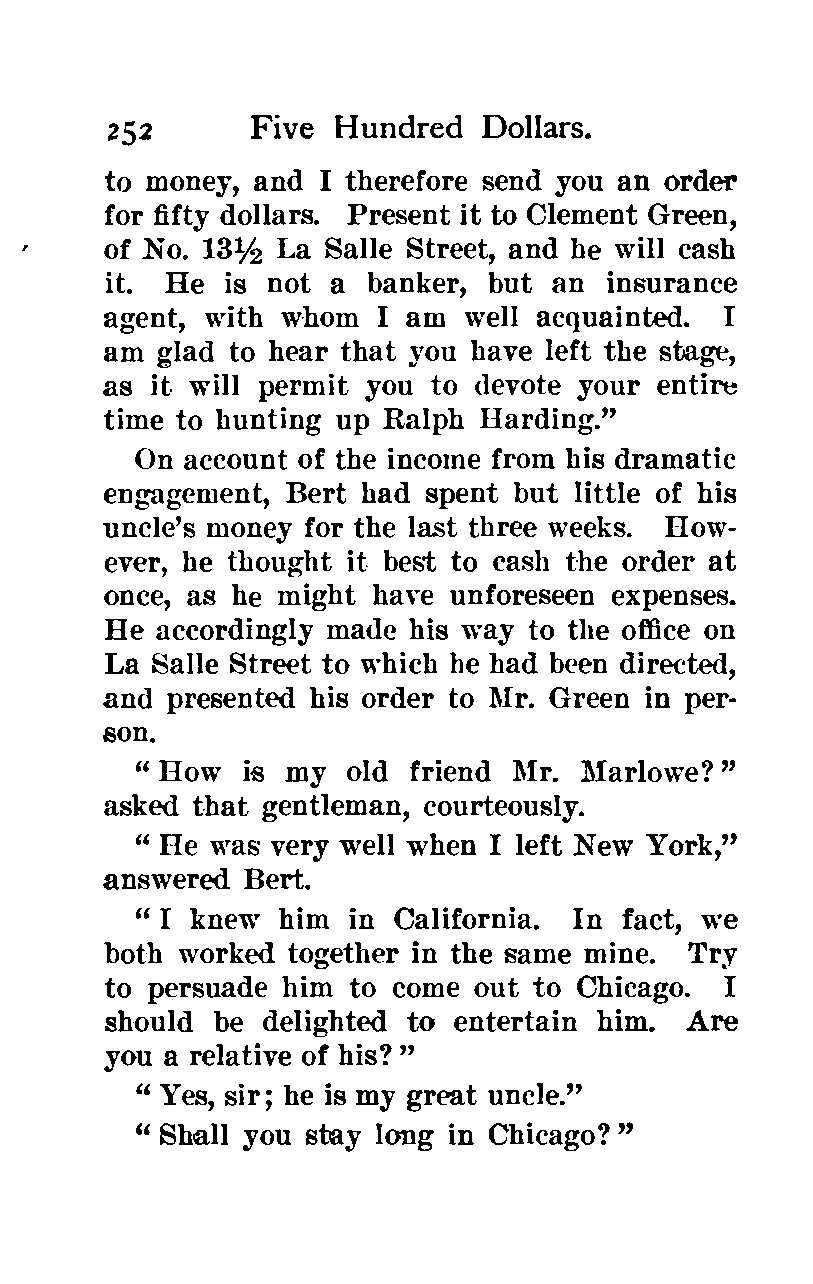 252 Five Hundred Dollars.
to money, and I therefore send you an order
for fifty dollars. Present it to Clement Green,
of No. 13½ La Salle Street, and he will cash
it. He is not a banker, but an insurance
agent, with whom I am well acquainted. I
am glad to hear that you have left the stage,
as it will permit you to devote your entire
time to hunting up Ralph Harding.”
On account of the income from his dramatic
engagement, Bert had spent but little of his
uncle’s money for the last three weeks. How-
ever, he thought it best to cash the order at
once, as he might have unforeseen expenses.
He accordingly made his way to the office on
La Salle Street to which he had been directed,
and presented his order to Mr. Green in per-
son.
“ How is my old friend Mr. Marlowe? ”
asked that gentleman, courteously.
“ He was very well when I left New York,”
answered Bert.
“ I knew him in California. In fact, we
both worked together in the same mine. Try
to persuade him to come out to Chicago. I
should be delighted to entertain him. Are
you a relative of his? ”
“ Yes, sir; he is my great uncle.”
“ Shall you stay long in Chicago? ”